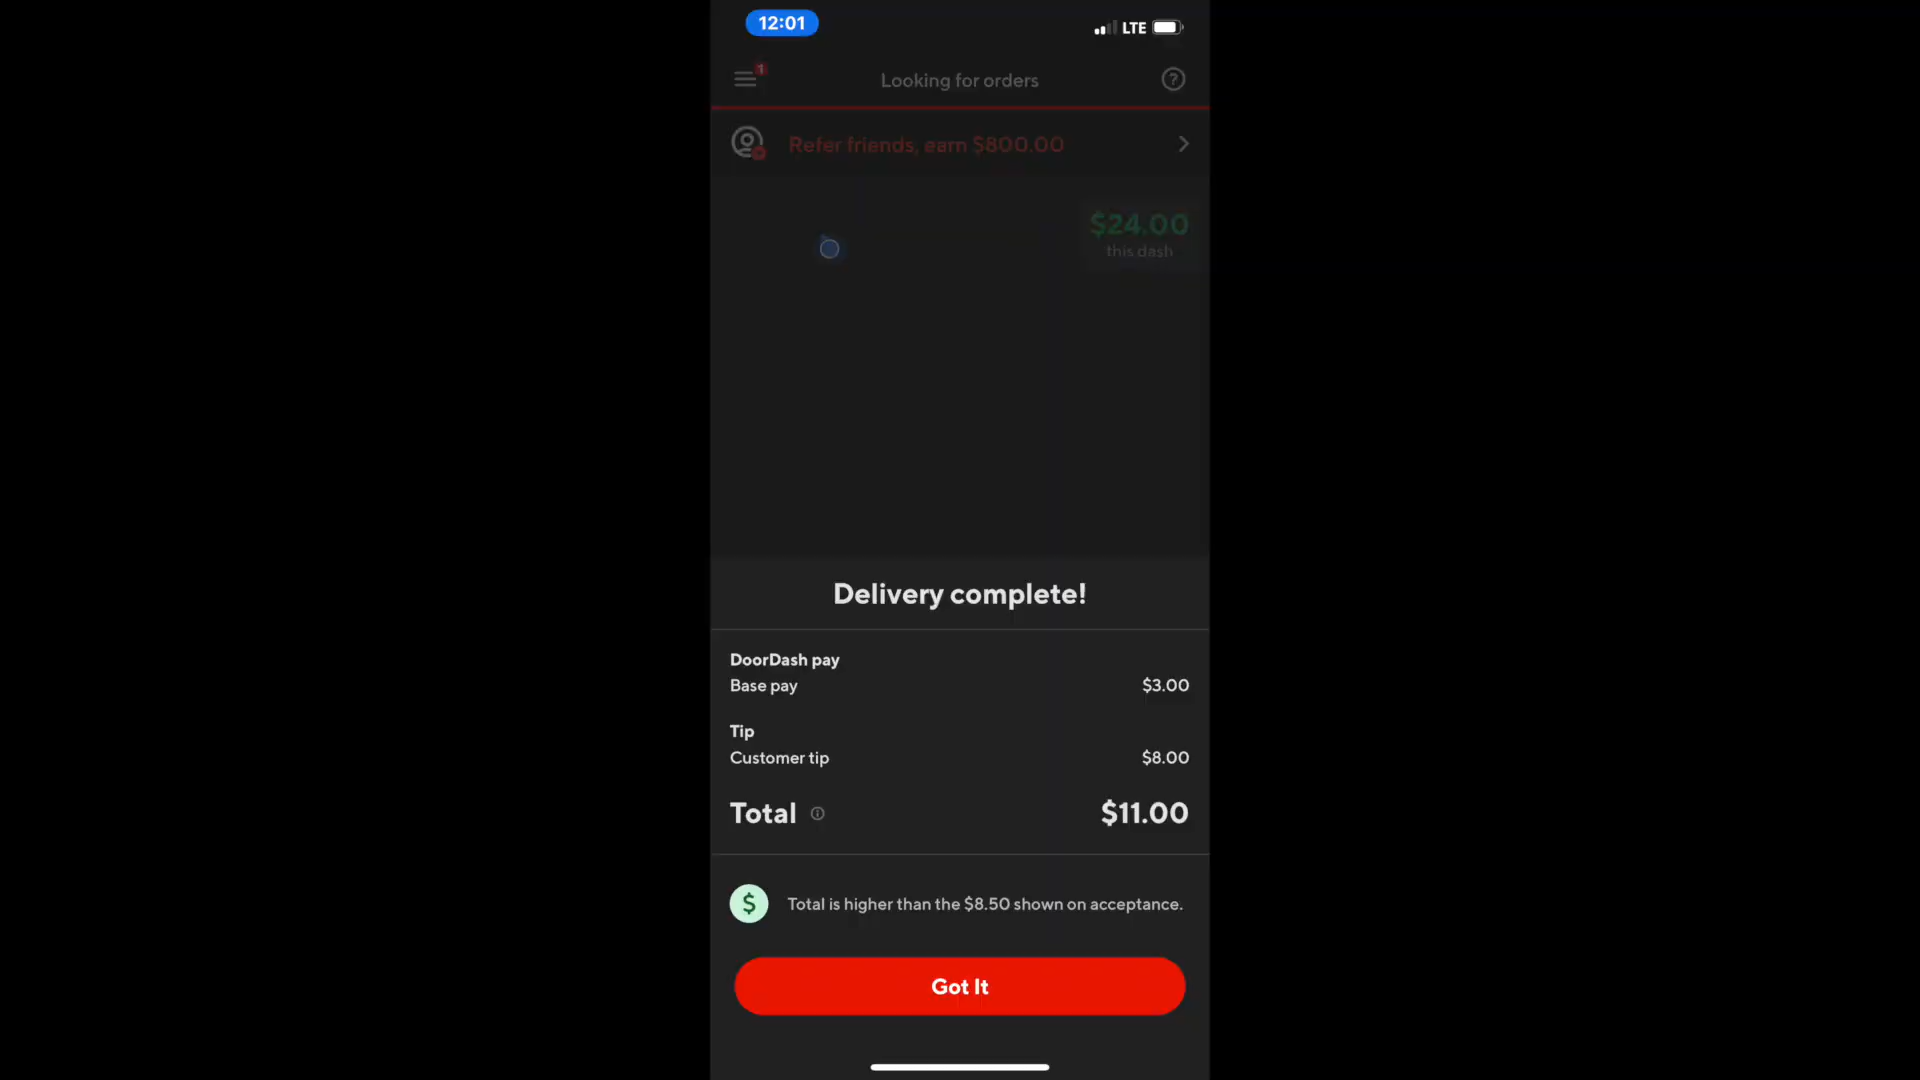 12:01
LTE
1
Looking for orders
?
Refer friends, earn $800.00
$24.00
this dash
Delivery complete!
DoorDash pay
Base pay $3.00
Tip
Customer tip $8.00
Total $11.00
$ Total is higher than the $8.50 shown on acceptance.
Got It